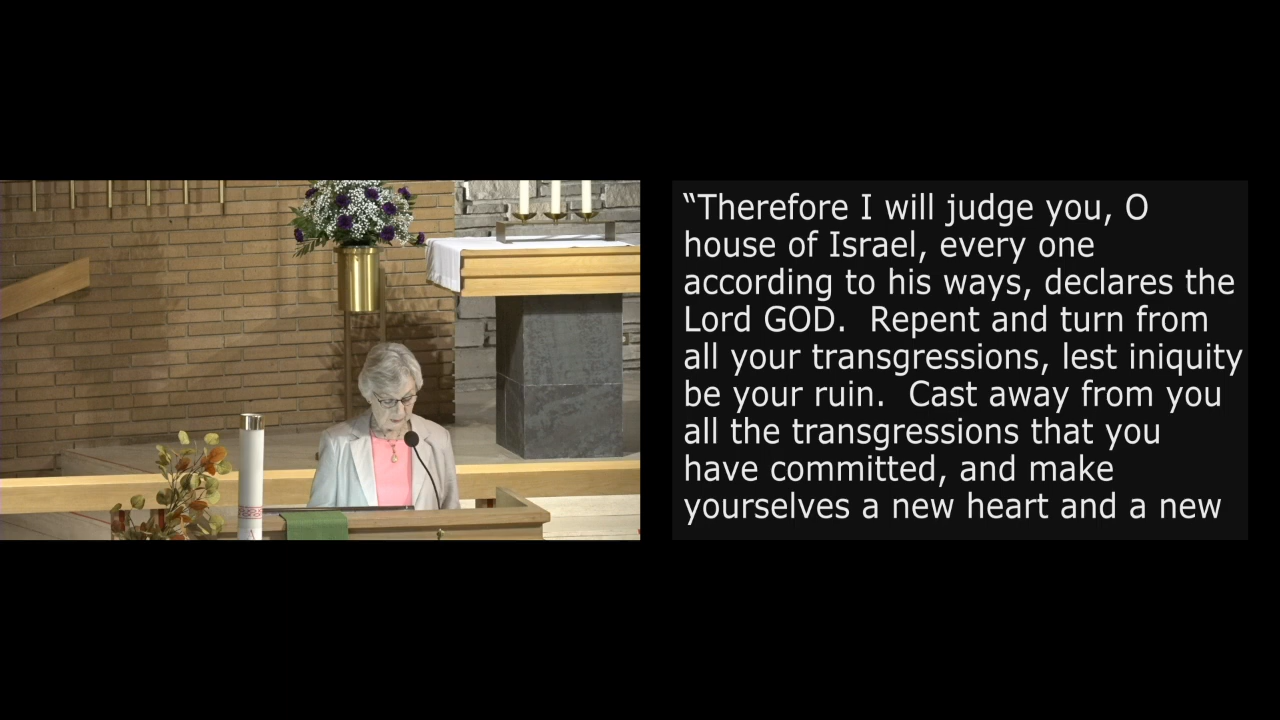 “Therefore I will judge you, O
house of Israel, every one
according to his ways, declares the
Lord GOD.  Repent and turn from
all your transgressions, lest iniquity
be your ruin.  Cast away from you
all the transgressions that you
have committed, and make
yourselves a new heart and a new